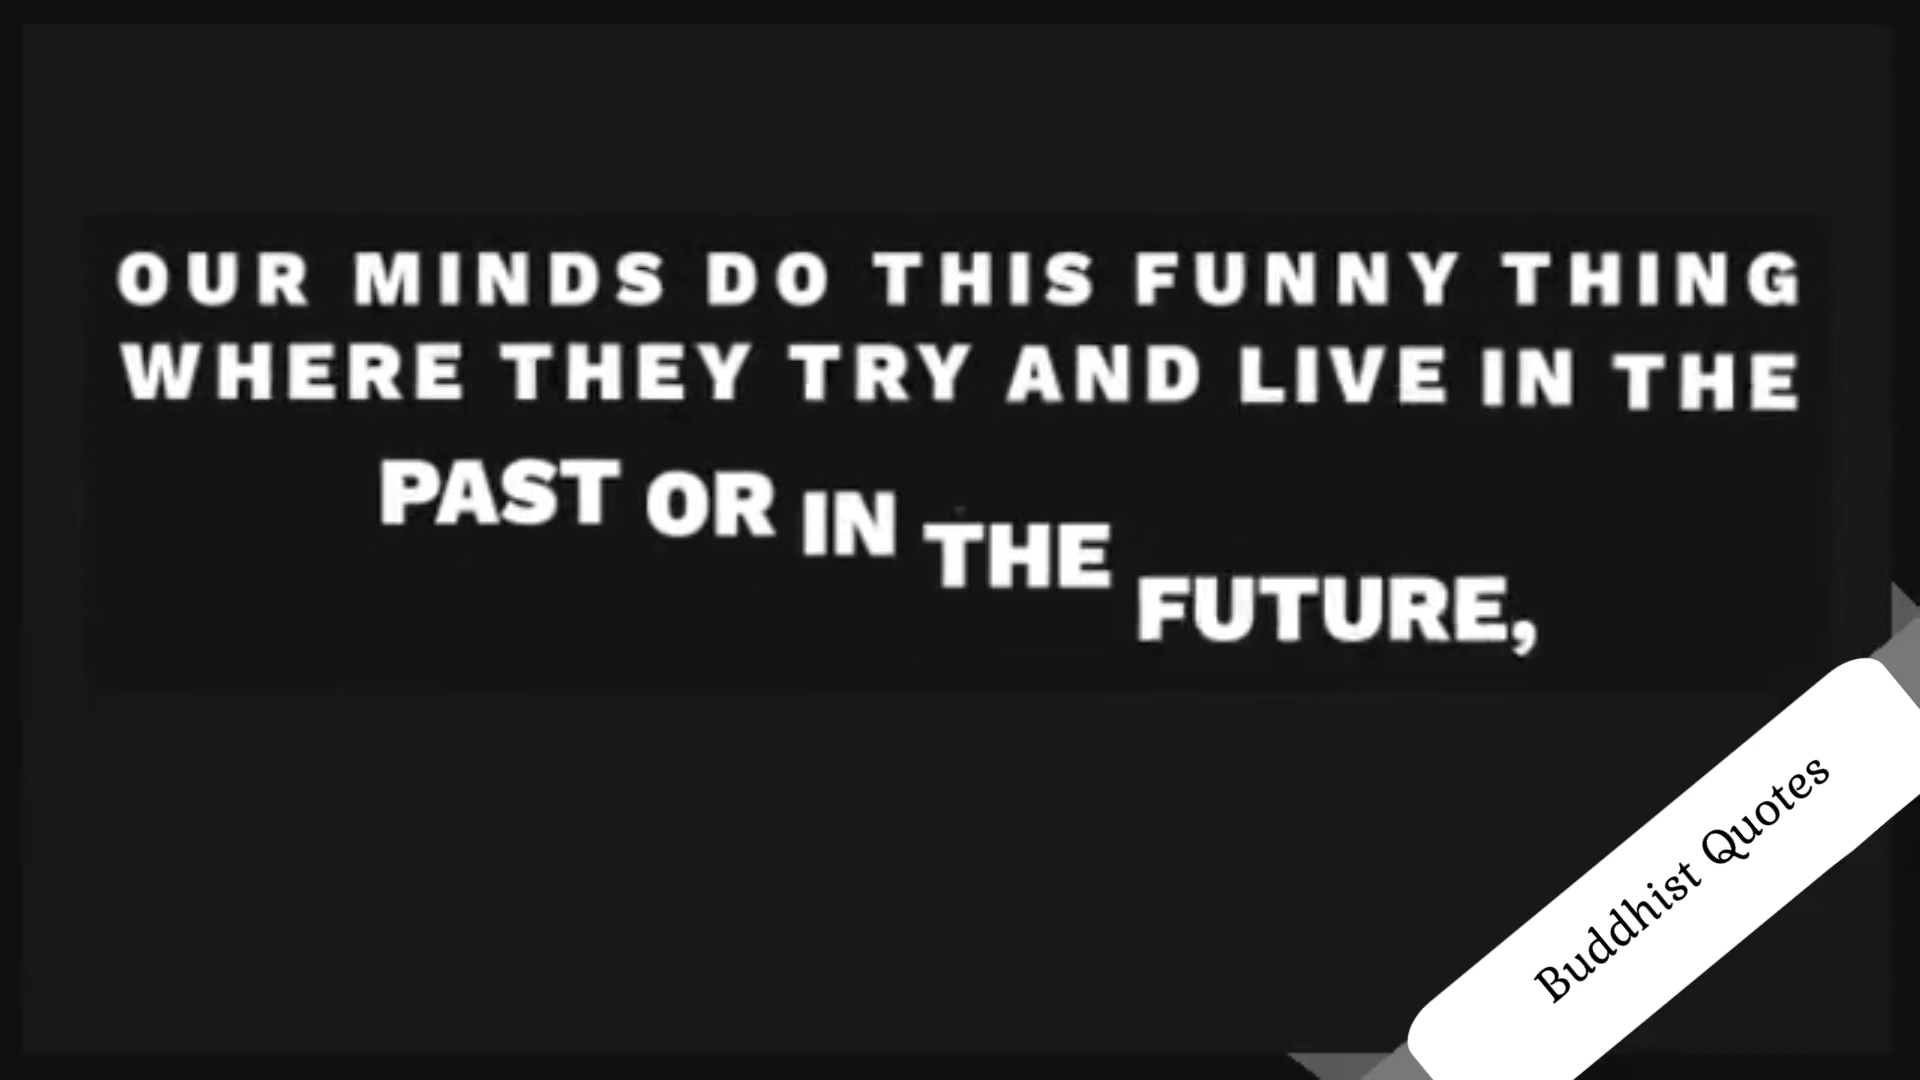 OUR MINDS DO THIS FUNNY THING
WHERE THEY TRY AND LIVE IN THE
PAST OR IN THE FUTURE,
Buddhist Quotes